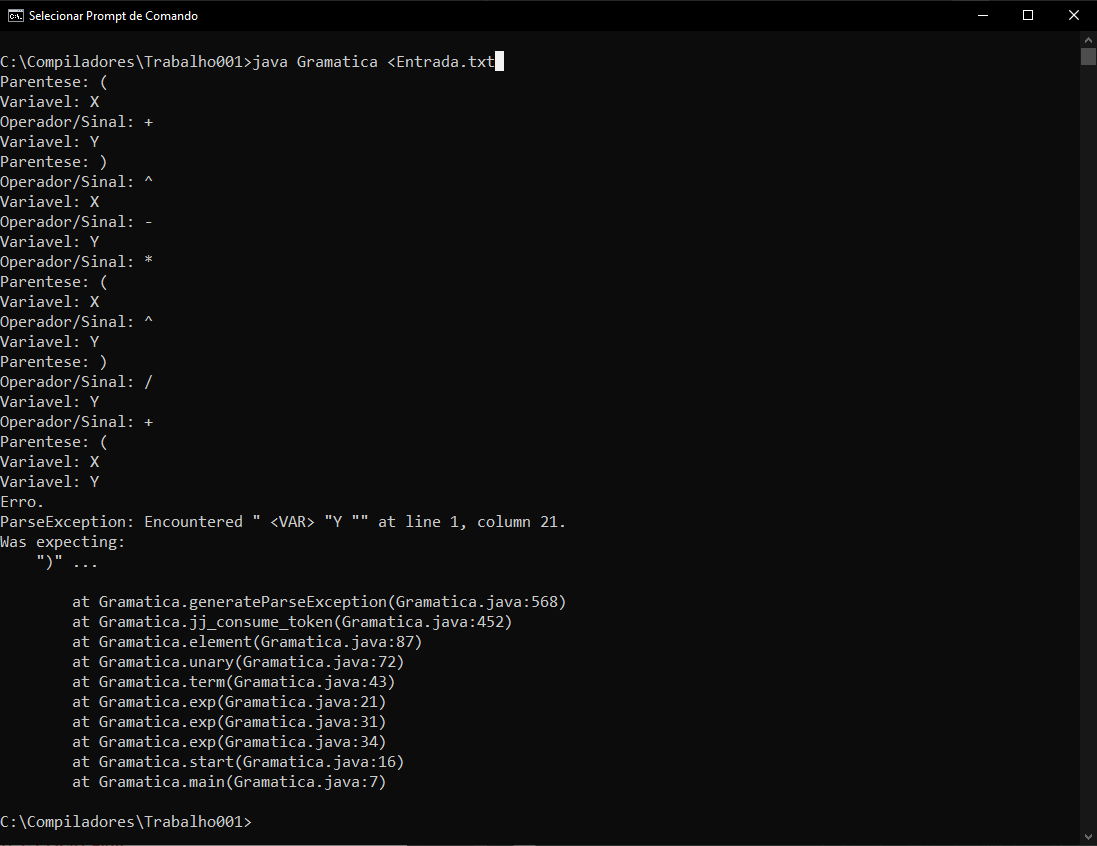 Selecionar Prompt de Comando
C:\Compiladores\Trabalho001>java Gramatica <Entrada.txt
Parentese: (
Variavel: X
Operador/Sinal: +
Variavel: Y
Parentese: )
Operador/Sinal: ^
Variavel: X
Operador/Sinal: -
Variavel: Y
Operador/Sinal: *
Parentese: (
Variavel: X
Operador/Sinal: ^
Variavel: Y
Parentese: )
Operador/Sinal: /
Variavel: Y
Operador/Sinal: +
Parentese: (
Variavel: X
Variavel: Y
Erro.
ParseException: Encountered " <VAR> "Y "" at line 1, column 21.
Was expecting:
    ")" ...
        at Gramatica.generateParseException(Gramatica.java:568)
        at Gramatica.jj_consume_token(Gramatica.java:452)
        at Gramatica.element(Gramatica.java:87)
        at Gramatica.unary(Gramatica.java:72)
        at Gramatica.term(Gramatica.java:43)
        at Gramatica.exp(Gramatica.java:21)
        at Gramatica.exp(Gramatica.java:31)
        at Gramatica.exp(Gramatica.java:34)
        at Gramatica.start(Gramatica.java:16)
        at Gramatica.main(Gramatica.java:7)
C:\Compiladores\Trabalho001>